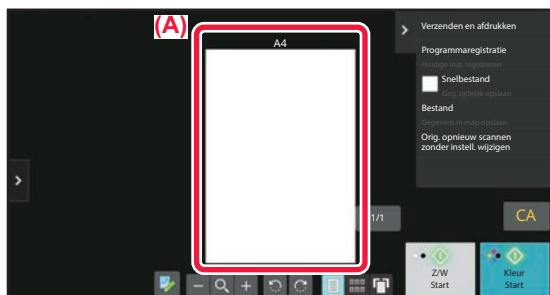 (A)
A4
Verzenden en afdrukken
Programmaregistratie
Huidige inst. registreren
Snelbestand
Geg. tijdelijk opslaan
Bestand
Gegevens in map opslaan
Orig. opnieuw scannen
zonder instell. wijzigen
1/1
CA
Z/W
Start
Kleur
Start